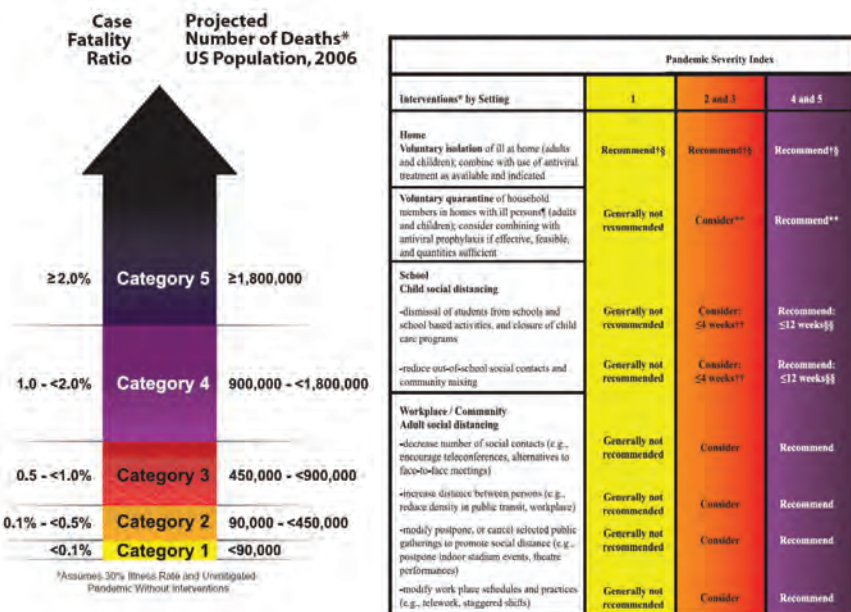 Case
Fatality
Ratio
Projected
Number of Deaths*
US Population, 2006
≥2.0% Category 5 ≥1,800,000
1.0 - <2.0% Category 4 900,000 - <1,800,000
0.5 - <1.0% Category 3 450,000 - <900,000
0.1% - <0.5% Category 2 90,000 - <450,000
<0.1% Category 1 <90,000
*Assumes 30% Illness Rate and Unmitigated
Pandemic Without Interventions
Pandemic Severity Index
Interventions* by Setting 1 2 and 3 4 and 5
Home
Voluntary isolation of ill at home (adults
and children); combine with use of antiviral
treatment as available and indicated
Recommend†§ Recommend†§ Recommend†§
Voluntary quarantine of household
members in homes with ill persons¶ (adults
and children); consider combining with
antiviral prophylaxis if effective, feasible,
and quantities sufficient
Generally not
recommended
Consider** Recommend**
School
Child social distancing
-dismissal of students from schools and
school based activities, and closure of child
care programs
Generally not
recommended
Consider:
≤4 weeks††
Recommend:
≤12 weeks§§
-reduce out-of-school social contacts and
community mixing
Generally not
recommended
Consider:
≤4 weeks††
Recommend:
≤12 weeks§§
Workplace / Community
Adult social distancing
-decrease number of social contacts (e.g.,
encourage teleconferences, alternatives to
face-to-face meetings)
Generally not
recommended
Consider Recommend
-increase distance between persons (e.g.,
reduce density in public transit, workplace)
Generally not
recommended
Consider Recommend
-modify postpone, or cancel selected public
gatherings to promote social distance (e.g.,
postpone indoor stadium events, theatre
performances)
Generally not
recommended
Consider Recommend
-modify work place schedules and practices
(e.g., telework, staggered shifts)
Generally not
recommended
Consider Recommend